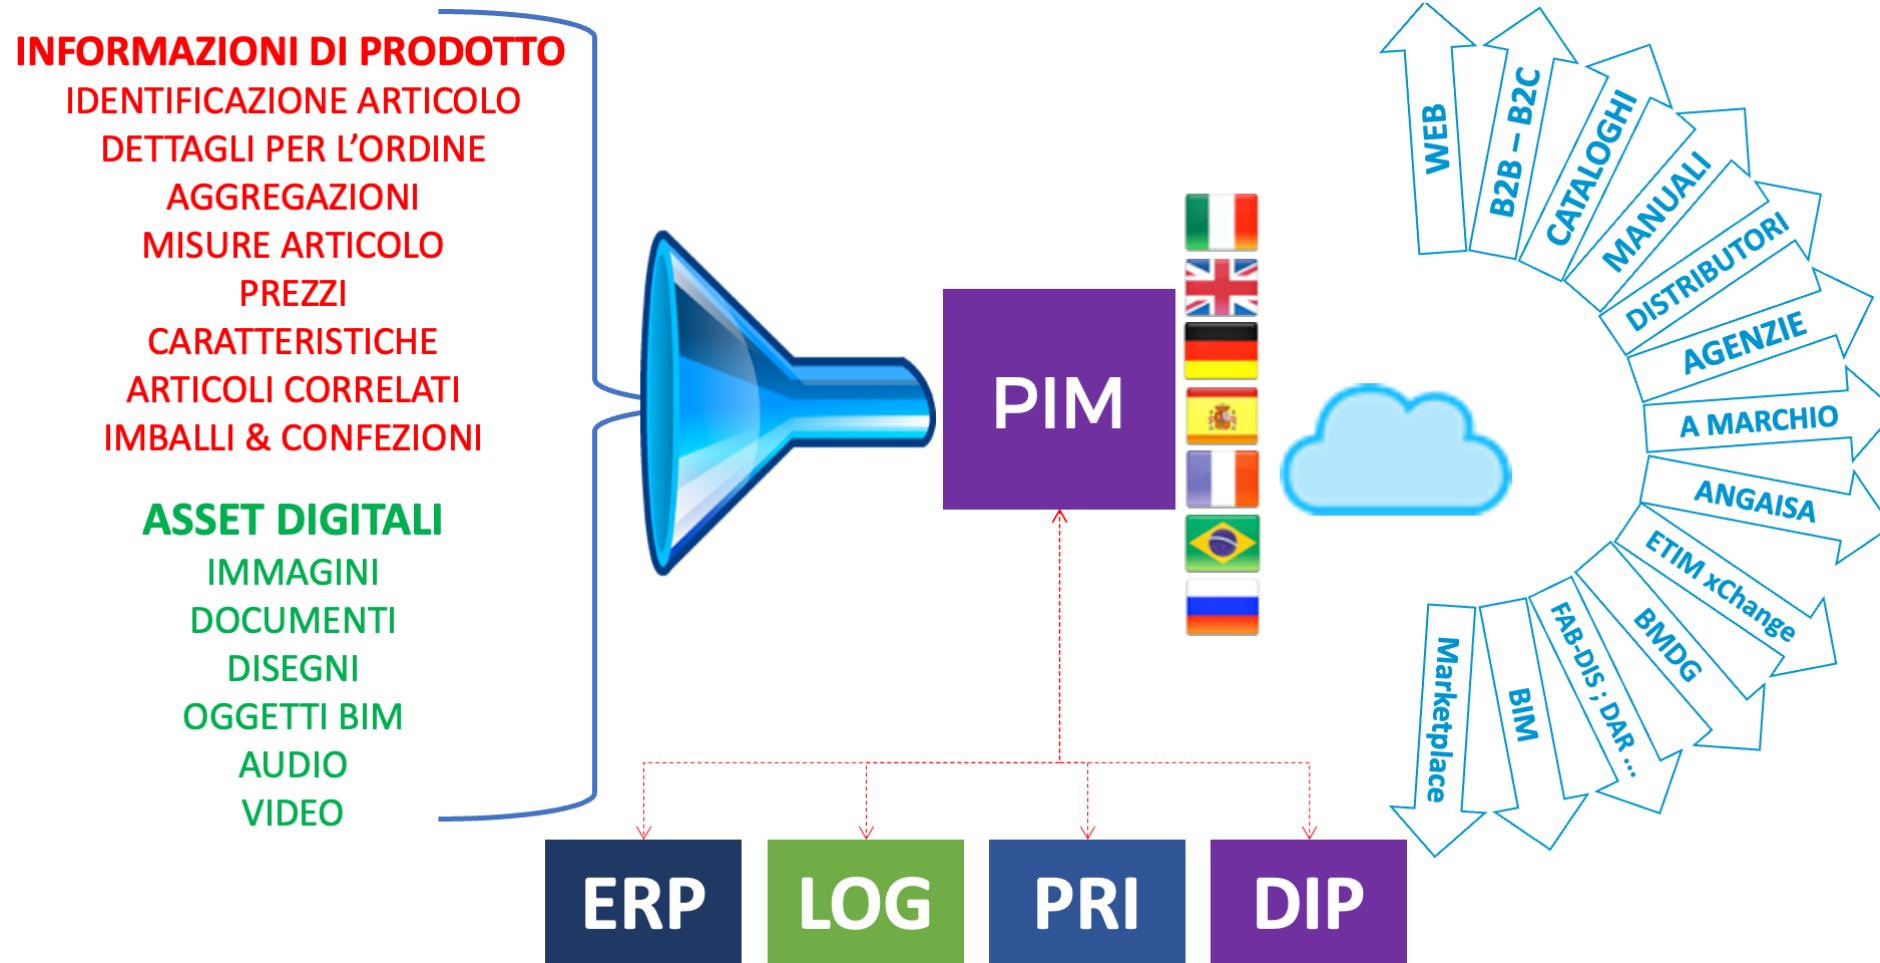 INFORMAZIONI DI PRODOTTO
IDENTIFICAZIONE ARTICOLO
DETTAGLI PER L'ORDINE
AGGREGAZIONI
MISURE ARTICOLO
PREZZI
CARATTERISTICHE
ARTICOLI CORRELATI
IMBALLI & CONFEZIONI
ASSET DIGITALI
IMMAGINI
DOCUMENTI
DISEGNI
OGGETTI BIM
AUDIO
VIDEO
PIM
WEB
B2B – B2C
CATALOGHI
MANUALI
DISTRIBUTORI
AGENZIE
A MARCHIO
ANGAISA
ETIM xChange
BMDG
FAB-DIS ; DAR ...
BIM
Marketplace
ERP
LOG
PRI
DIP